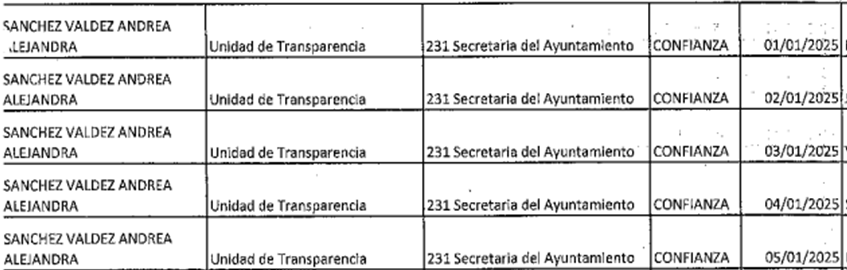 SANCHEZ VALDEZ ANDREA
ALEJANDRA Unidad de Transparencia 231 Secretaria del Ayuntamiento CONFIANZA 01/01/2025
SANCHEZ VALDEZ ANDREA
ALEJANDRA Unidad de Transparencia 231 Secretaria del Ayuntamiento CONFIANZA 02/01/2025
SANCHEZ VALDEZ ANDREA
ALEJANDRA Unidad de Transparencia 231 Secretaria del Ayuntamiento CONFIANZA 03/01/2025
SANCHEZ VALDEZ ANDREA
ALEJANDRA Unidad de Transparencia 231 Secretaria del Ayuntamiento CONFIANZA 04/01/2025
SANCHEZ VALDEZ ANDREA
ALEJANDRA Unidad de Transparencia 231 Secretaria del Ayuntamiento CONFIANZA 05/01/2025